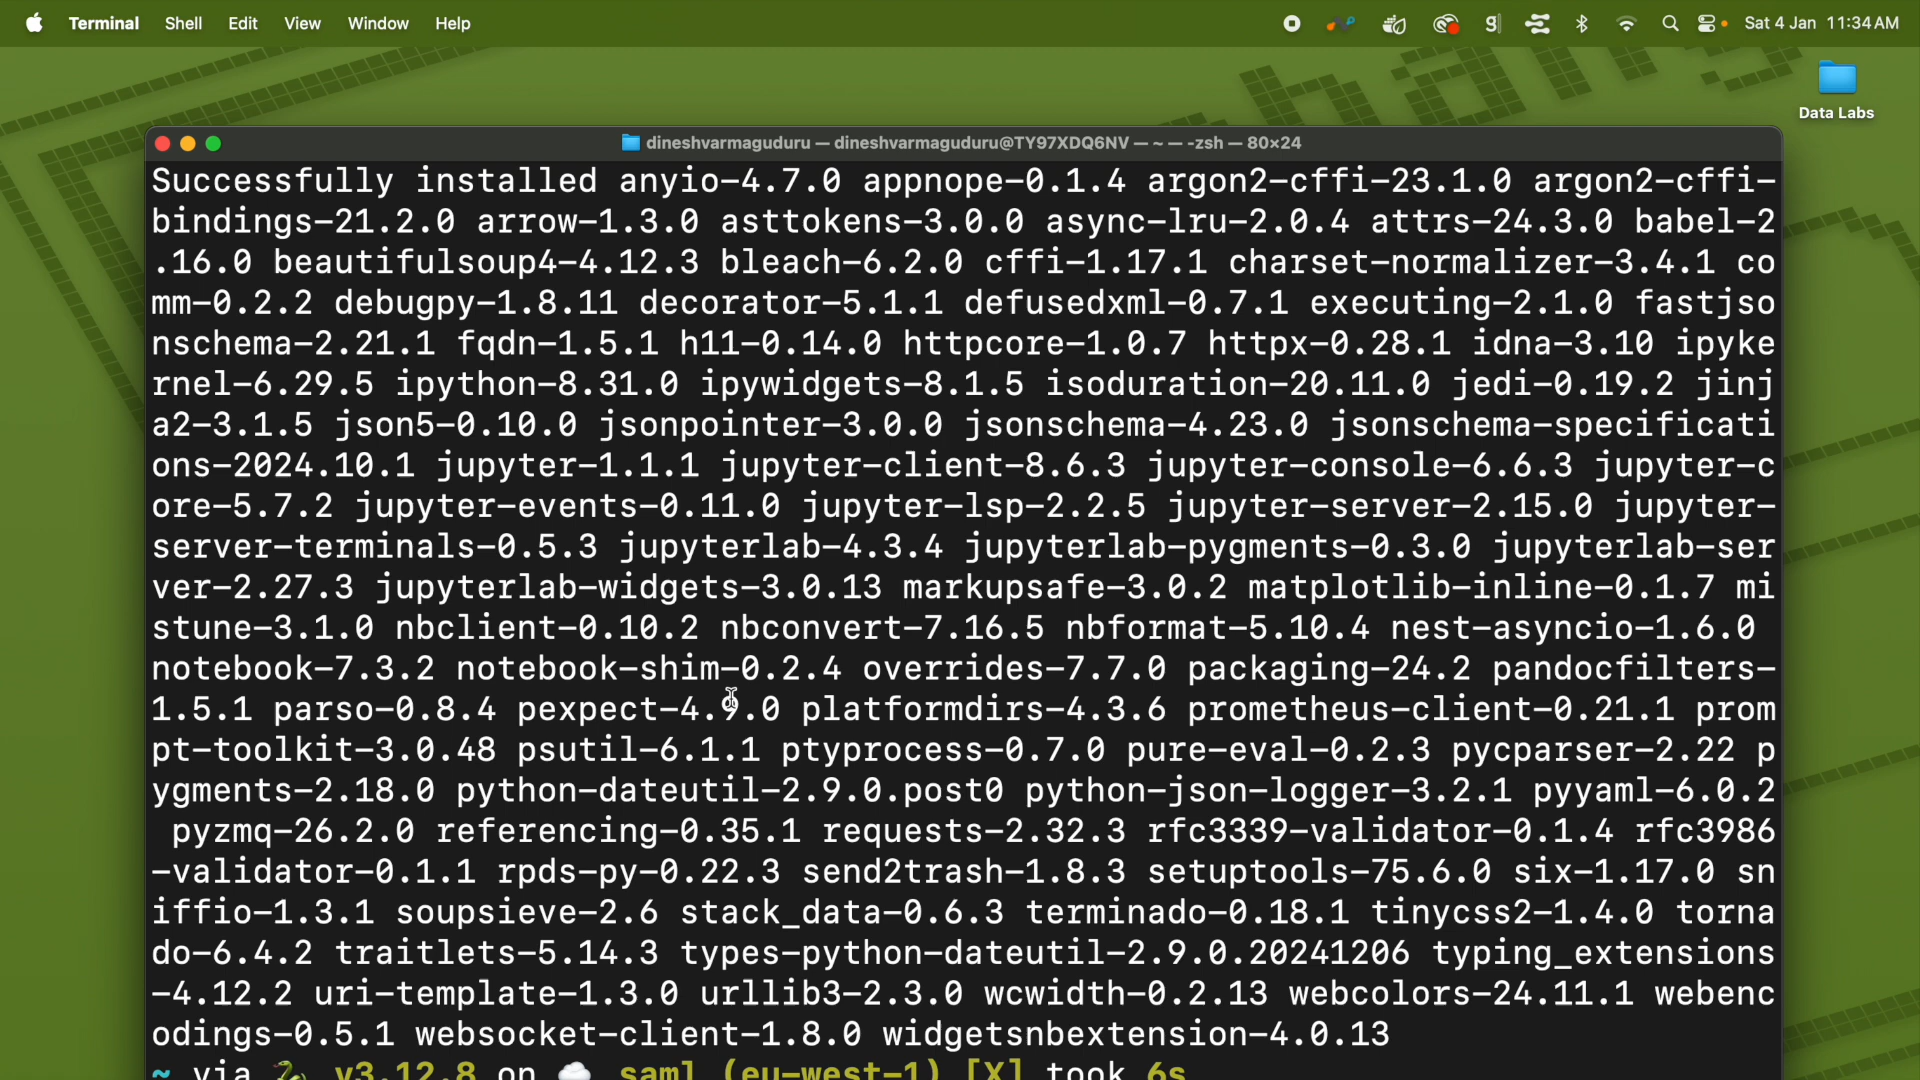 Terminal Shell Edit View Window Help Sat 4 Jan 11:34 AM
Data Labs
dineshvarmaguduru — dineshvarmaguduru@TY97XDQ6NV — ~ — -zsh — 80×24
Successfully installed anyio-4.7.0 appnope-0.1.4 argon2-cffi-23.1.0 argon2-cffi-
bindings-21.2.0 arrow-1.3.0 asttokens-3.0.0 async-lru-2.0.4 attrs-24.3.0 babel-2
.16.0 beautifulsoup4-4.12.3 bleach-6.2.0 cffi-1.17.1 charset-normalizer-3.4.1 co
mm-0.2.2 debugpy-1.8.11 decorator-5.1.1 defusedxml-0.7.1 executing-2.1.0 fastjso
nschema-2.21.1 fqdn-1.5.1 h11-0.14.0 httpcore-1.0.7 httpx-0.28.1 idna-3.10 ipyke
rnel-6.29.5 ipython-8.31.0 ipywidgets-8.1.5 isoduration-20.11.0 jedi-0.19.2 jinj
a2-3.1.5 json5-0.10.0 jsonpointer-3.0.0 jsonschema-4.23.0 jsonschema-specificati
ons-2024.10.1 jupyter-1.1.1 jupyter-client-8.6.3 jupyter-console-6.6.3 jupyter-c
ore-5.7.2 jupyter-events-0.11.0 jupyter-lsp-2.2.5 jupyter-server-2.15.0 jupyter-
server-terminals-0.5.3 jupyterlab-4.3.4 jupyterlab-pygments-0.3.0 jupyterlab-ser
ver-2.27.3 jupyterlab-widgets-3.0.13 markupsafe-3.0.2 matplotlib-inline-0.1.7 mi
stune-3.1.0 nbclient-0.10.2 nbconvert-7.16.5 nbformat-5.10.4 nest-asyncio-1.6.0
notebook-7.3.2 notebook-shim-0.2.4 overrides-7.7.0 packaging-24.2 pandocfilters-
1.5.1 parso-0.8.4 pexpect-4.9.0 platformdirs-4.3.6 prometheus-client-0.21.1 prom
pt-toolkit-3.0.48 psutil-6.1.1 ptyprocess-0.7.0 pure-eval-0.2.3 pycparser-2.22 p
ygments-2.18.0 python-dateutil-2.9.0.post0 python-json-logger-3.2.1 pyyaml-6.0.2
pyzmq-26.2.0 referencing-0.35.1 requests-2.32.3 rfc3339-validator-0.1.4 rfc3986
-validator-0.1.1 rpds-py-0.22.3 send2trash-1.8.3 setuptools-75.6.0 six-1.17.0 sn
iffio-1.3.1 soupsieve-2.6 stack_data-0.6.3 terminado-0.18.1 tinycss2-1.4.0 torna
do-6.4.2 traitlets-5.14.3 types-python-dateutil-2.9.0.20241206 typing_extensions
-4.12.2 uri-template-1.3.0 urllib3-2.3.0 wcwidth-0.2.13 webcolors-24.11.1 webenc
odings-0.5.1 websocket-client-1.8.0 widgetsnbextension-4.0.13
~ via 🐍 v3.12.8 on ☁️ saml (eu-west-1) [X] took 6s